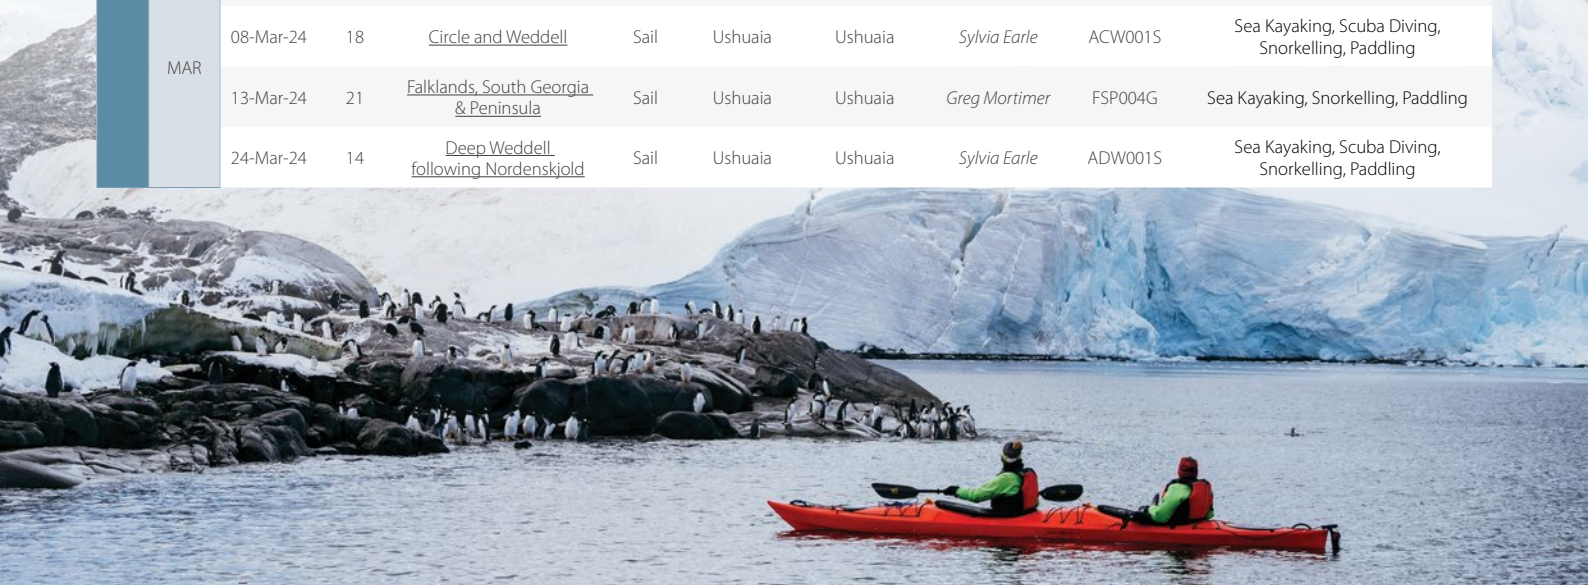 MAR
08-Mar-24 18 Circle and Weddell Sail Ushuaia Ushuaia Sylvia Earle ACW001S Sea Kayaking, Scuba Diving,
Snorkelling, Paddling
13-Mar-24 21 Falklands, South Georgia
& Peninsula Sail Ushuaia Ushuaia Greg Mortimer FSP004G Sea Kayaking, Snorkelling, Paddling
24-Mar-24 14 Deep Weddell
following Nordenskjold Sail Ushuaia Ushuaia Sylvia Earle ADW001S Sea Kayaking, Scuba Diving,
Snorkelling, Paddling